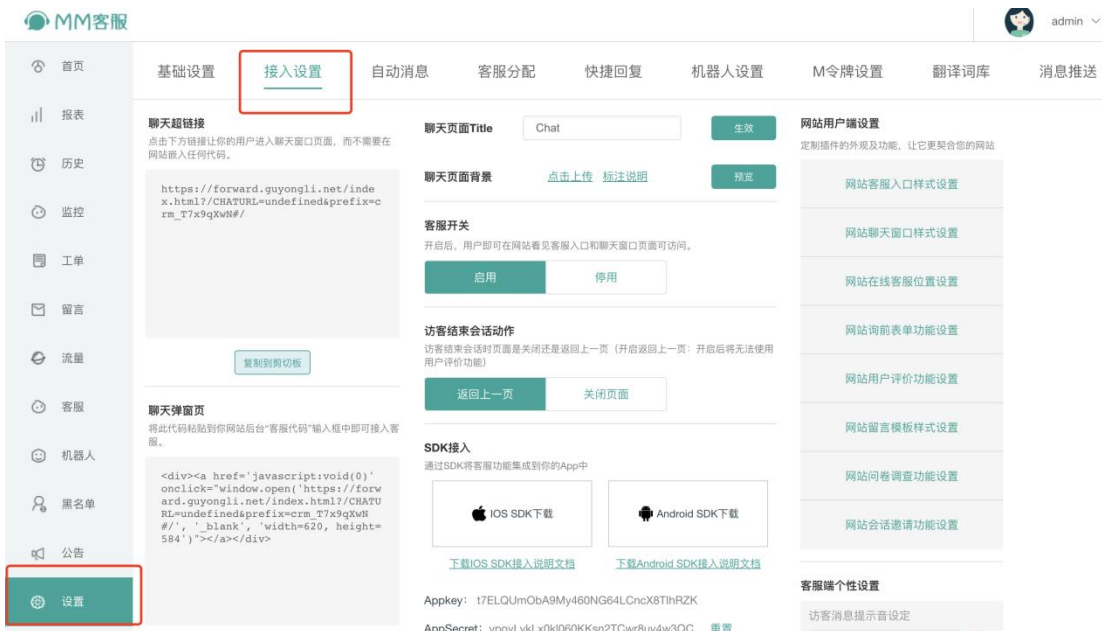 MM客服
admin
首页
报表
历史
监控
工单
留言
流量
客服
机器人
黑名单
公告
设置
基础设置
接入设置
自动消息
客服分配
快捷回复
机器人设置
M令牌设置
翻译词库
消息推送
聊天超链接
点击下方链接让你的用户进入聊天窗口页面，而不需要在
网站嵌入任何代码。
https://forward.guyongli.net/inde
x.html?/CHATURL=undefined&prefix=c
rm_T7x9qXwN#/
复制到剪切板
聊天弹窗页
将此代码粘贴到你网站后台“客服代码”输入框中即可接入客
服。
<div><a href='javascript:void(0)'
onclick="window.open('https://forw
ard.guyongli.net/index.html?/CHATU
RL=undefined&prefix=crm_T7x9qXwN
#/', '_blank', 'width=620, height=
584')"></a></div>
聊天页面Title
Chat
生效
聊天页面背景
点击上传
标注说明
预览
客服开关
开启后，用户即可在网站看见客服入口和聊天窗口页面可访问。
启用
停用
访客结束会话动作
访客结束会话时页面是关闭还是返回上一页（开启返回上一页：开启后将无法使用
用户评价功能）
返回上一页
关闭页面
SDK接入
通过SDK将客服功能集成到你的App中
IOS SDK下载
Android SDK下载
下载IOS SDK接入说明文档
下载Android SDK接入说明文档
Appkey： t7ELQUmObA9My460NG64LCncX8TlhRZK
AppSecret：
重置
网站用户端设置
定制插件的外观及功能，让它更契合您的网站
网站客服入口样式设置
网站聊天窗口样式设置
网站在线客服位置设置
网站询前表单功能设置
网站用户评价功能设置
网站留言模板样式设置
网站问卷调查功能设置
网站会话邀请功能设置
客服端个性设置
访客消息提示音设定